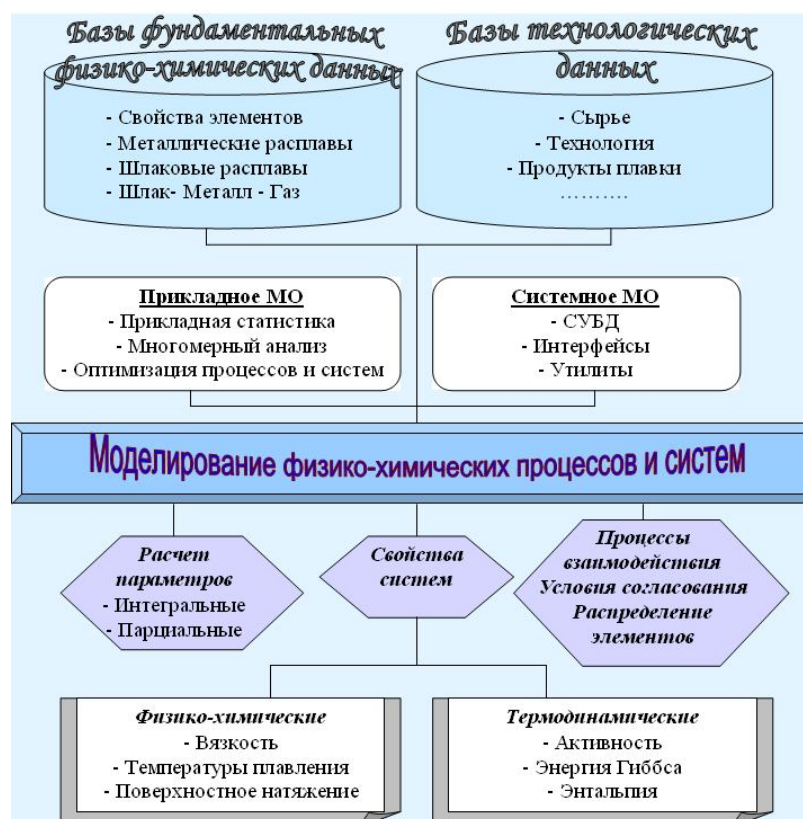 Базы фундаментальных
физико-химических данных
Базы технологических
данных
- Свойства элементов
- Металлические расплавы
- Шлаковые расплавы
- Шлак- Металл - Газ
- Сырье
- Технология
- Продукты плавки
……….
Прикладное МО
- Прикладная статистика
- Многомерный анализ
- Оптимизация процессов и систем
Системное МО
- СУБД
- Интерфейсы
- Утилиты
Моделирование физико-химических процессов и систем
Расчет
параметров
- Интегральные
- Парциальные
Свойства
систем
Процессы
взаимодействия
Условия согласования
Распределение
элементов
Физико-химические
- Вязкость
- Температуры плавления
- Поверхностное натяжение
Термодинамические
- Активность
- Энергия Гиббса
- Энтальпия